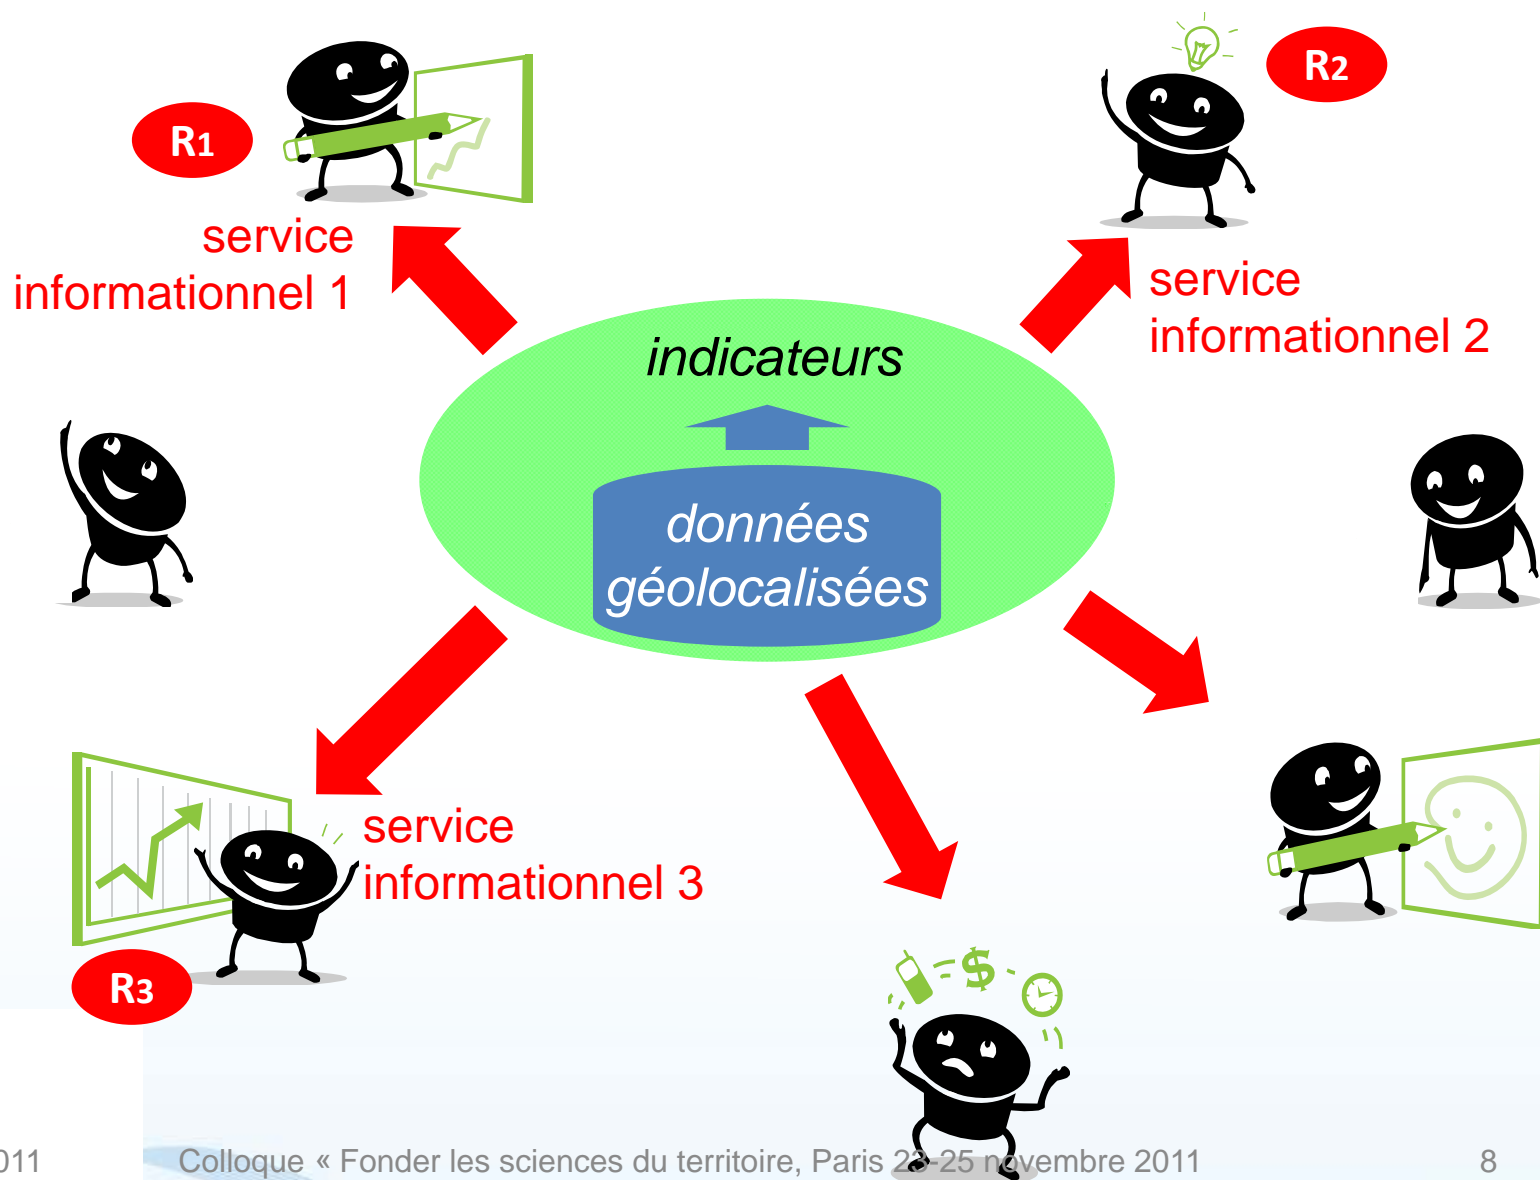 R1
R2
service
informationnel 1
service
informationnel 2
indicateurs
données
géolocalisées
service
informationnel 3
R3
$
011
Colloque « Fonder les sciences du territoire, Paris 23-25 novembre 2011
8